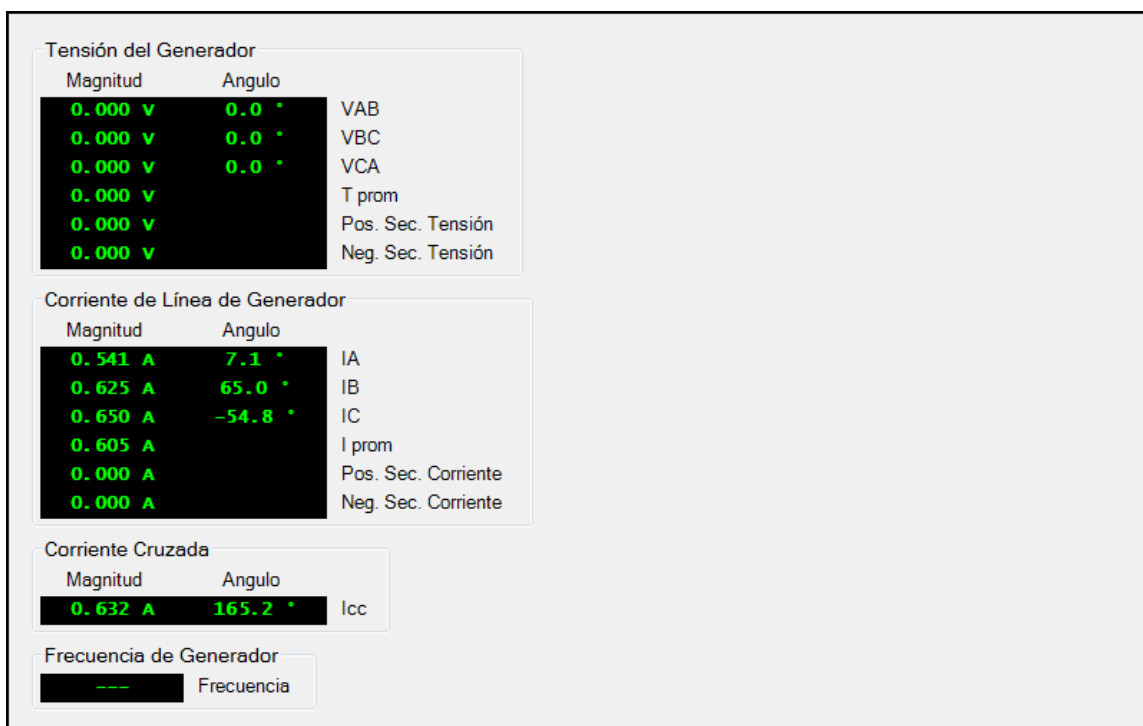 Tensión del Generador
Magnitud Angulo
0.000 V 0.0 ° VAB
0.000 V 0.0 ° VBC
0.000 V 0.0 ° VCA
0.000 V T prom
0.000 V Pos. Sec. Tensión
0.000 V Neg. Sec. Tensión
Corriente de Línea de Generador
Magnitud Angulo
0.541 A 7.1 ° IA
0.625 A 65.0 ° IB
0.650 A -54.8 ° IC
0.605 A I prom
0.000 A Pos. Sec. Corriente
0.000 A Neg. Sec. Corriente
Corriente Cruzada
Magnitud Angulo
0.632 A 165.2 ° Icc
Frecuencia de Generador
--- Frecuencia